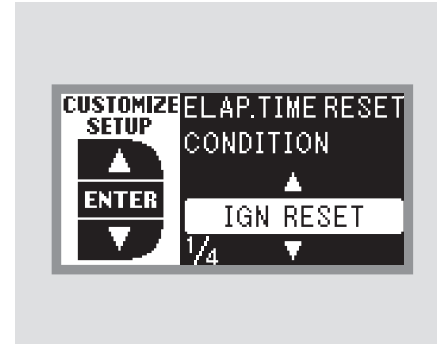 CUSTOMIZE
SETUP
ENTER
ELAP.TIME RESET
CONDITION
IGN RESET
1/4